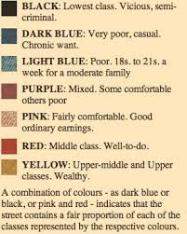 BLACK: Lowest class. Vicious, semi-
criminal.
DARK BLUE: Very poor, casual.
Chronic want.
LIGHT BLUE: Poor. 18s. to 21s. a
week for a moderate family
PURPLE: Mixed. Some comfortable
others poor
PINK: Fairly comfortable. Good
ordinary earnings.
RED: Middle class. Well-to-do.
YELLOW: Upper-middle and Upper
classes. Wealthy.
A combination of colours - as dark blue or
black, or pink and red - indicates that the
street contains a fair proportion of each of the
classes represented by the respective colours.